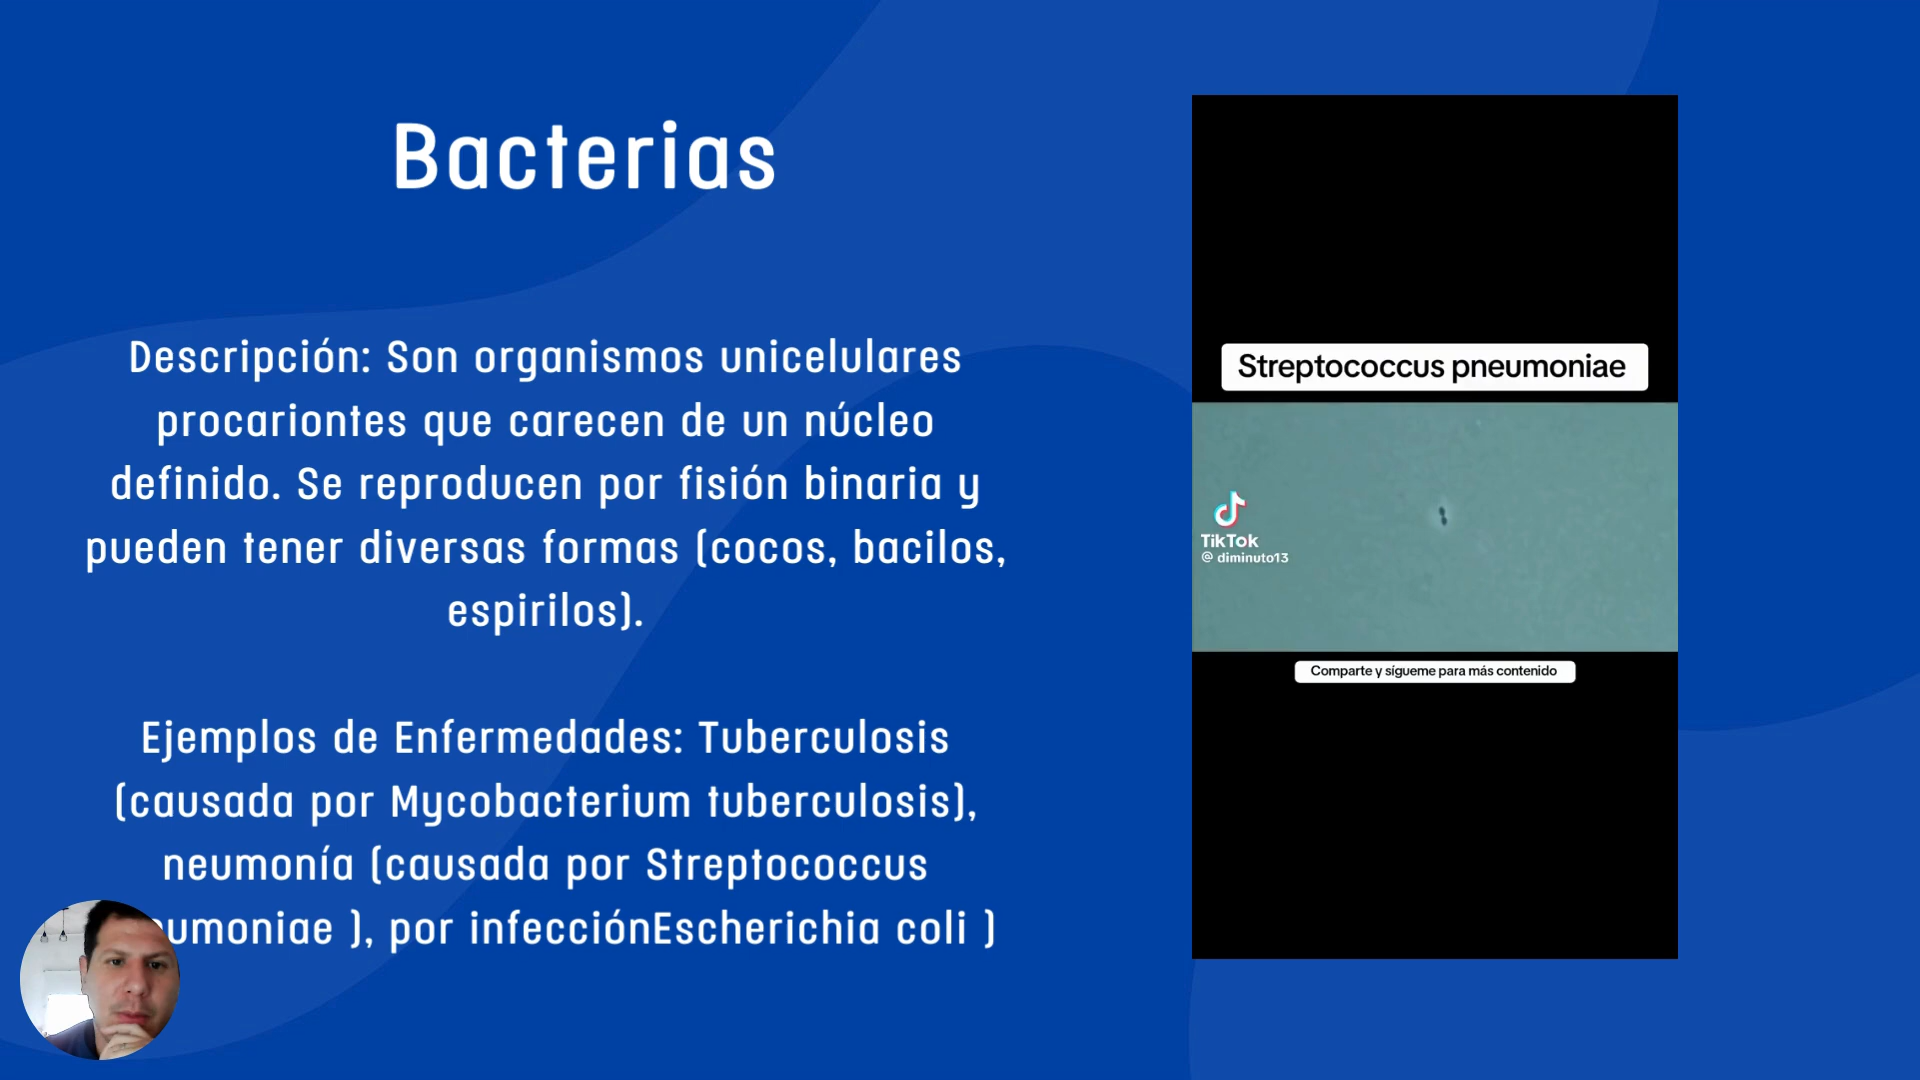 Bacterias
Descripción: Son organismos unicelulares
procariontes que carecen de un núcleo
definido. Se reproducen por fisión binaria y
pueden tener diversas formas (cocos, bacilos,
espirilos).
Ejemplos de Enfermedades: Tuberculosis
(causada por Mycobacterium tuberculosis),
neumonía (causada por Streptococcus
umoniae ), por infecciónEscherichia coli )
Streptococcus pneumoniae
TikTok
@ diminuto13
Comparte y sígueme para más contenido